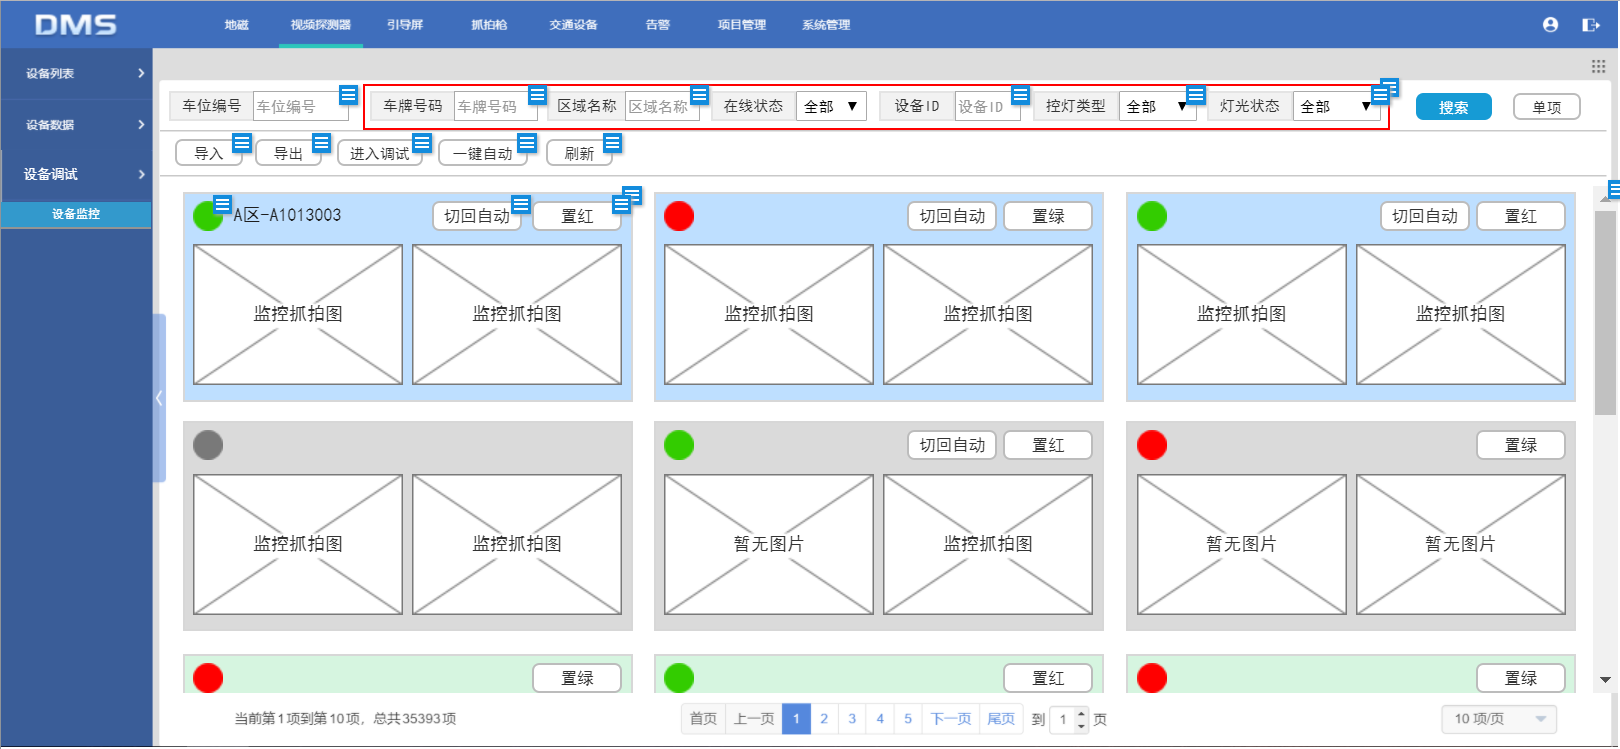 DMS 地磁 视频探测器 引导屏 抓拍枪 交通设备 告警 项目管理 系统管理
设备列表
设备数据
设备调试
设备监控
车位编号 车位编号 车牌号码 车牌号码 区域名称 区域名称 在线状态 全部 ▼ 设备ID 设备ID 控灯类型 全部 ▼ 灯光状态 全部 ▼ 搜索 单项
导入 导出 进入调试 一键自动 刷新
A区-A1013003 切回自动 置红 切回自动 置绿 切回自动 置红
监控抓拍图 监控抓拍图 监控抓拍图 监控抓拍图 监控抓拍图 监控抓拍图
切回自动 置红 置绿
监控抓拍图 监控抓拍图 暂无图片 监控抓拍图 暂无图片 暂无图片
置绿 置红 置绿
当前第1项到第10项，总共35393项 首页 上一页 1 2 3 4 5 下一页 尾页 到 1 页 10 项/页